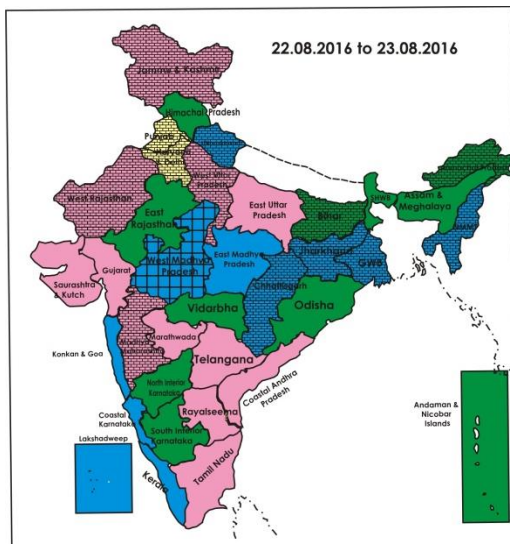 22.08.2016 to 23.08.2016
Jammu & Kashmir
Himachal Pradesh
Punjab
West Uttar
Pradesh
West Rajasthan
East
Rajasthan
East Uttar
Pradesh
Bihar
SHWB
Assam &
Meghalaya
NMMT
Jharkhand
GWB
Gujarat
Saurashtra
& Kutch
West Madhya
Pradesh
East Madhya
Pradesh
Chhattisgarh
Vidarbha
Odisha
Marathwada
Telangana
Konkan & Goa
North Interior
Karnataka
Coastal Andhra
Pradesh
Rayalseema
Coastal
Karnataka
South Interior
Karnataka
Lakshadweep
Kerala
Tamil Nadu
Andaman &
Nicobar
Islands